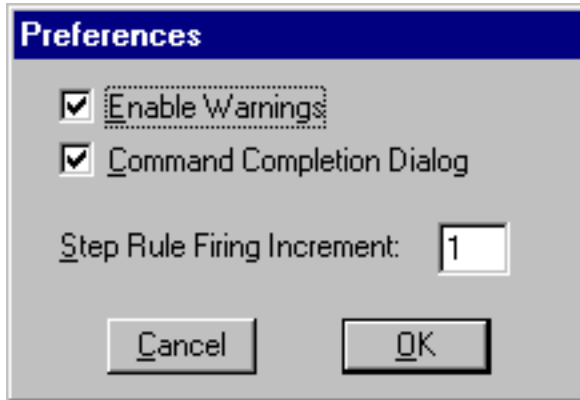 Preferences
Enable Warnings
Command Completion Dialog
Step Rule Firing Increment: 1
Cancel OK